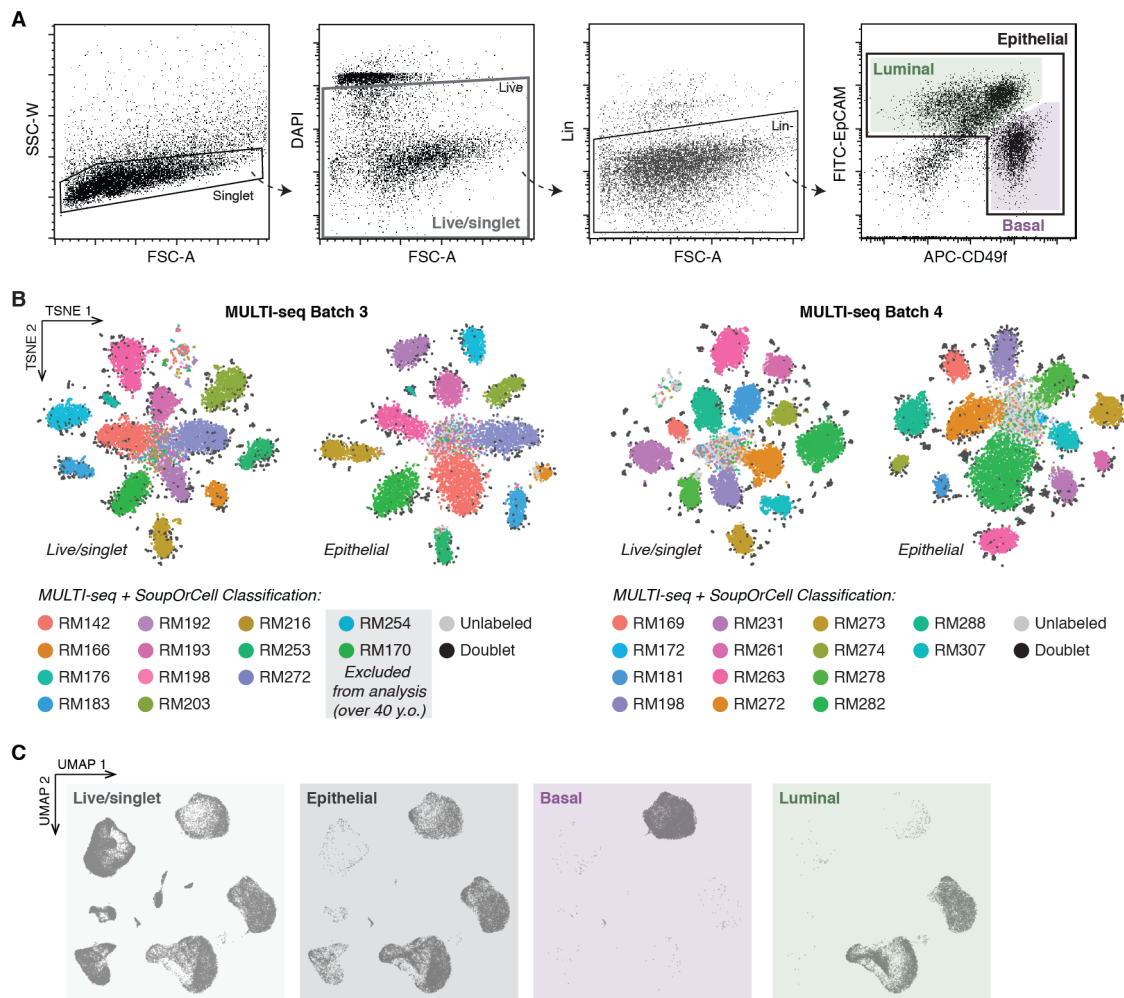 A
SSC-W
Singlet
FSC-A
DAPI
Live
Live/singlet
FSC-A
Lin
Lin-
FSC-A
FITC-EpCAM
Epithelial
Luminal
Basal
APC-CD49f
B
TSNE 1
TSNE 2
MULTI-seq Batch 3
MULTI-seq Batch 4
Live/singlet
Epithelial
Live/singlet
Epithelial
MULTI-seq + SoupOrCell Classification:
RM142
RM166
RM176
RM183
RM192
RM193
RM198
RM203
RM216
RM253
RM272
RM254
RM170
Excluded
from analysis
(over 40 y.o.)
Unlabeled
Doublet
MULTI-seq + SoupOrCell Classification:
RM169
RM172
RM181
RM198
RM231
RM261
RM263
RM272
RM273
RM274
RM278
RM282
RM288
RM307
Unlabeled
Doublet
C
UMAP 1
UMAP 2
Live/singlet
Epithelial
Basal
Luminal